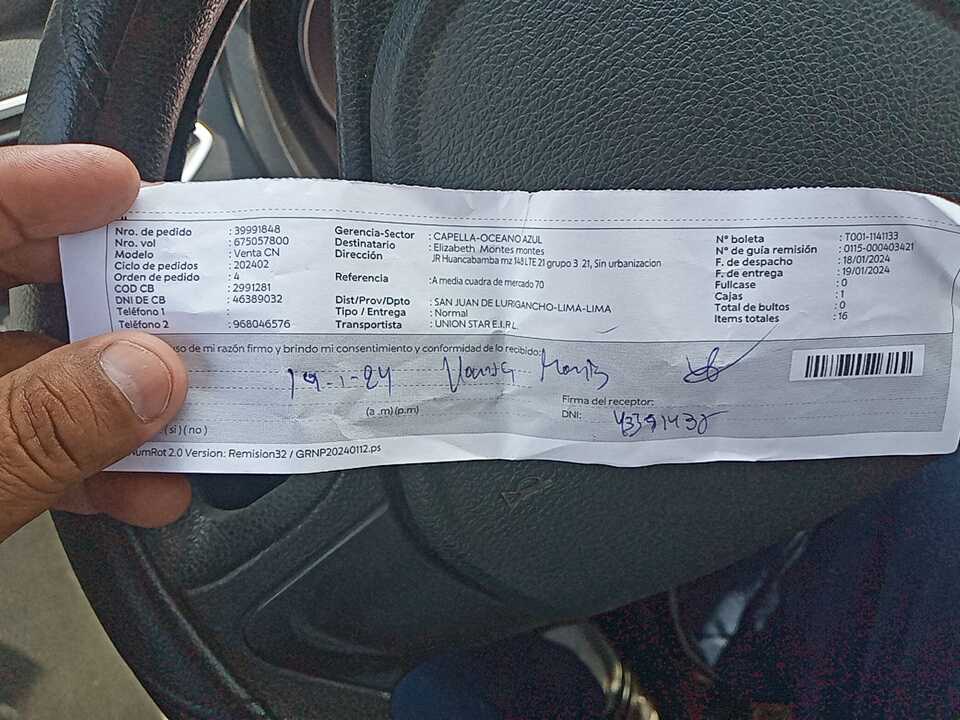 Nro. de pedido : 39991848
Nro. vol : 675057800
Modelo : Venta CN
Ciclo de pedidos : 202402
Orden de pedido : 4
COD CB : 2991281
DNI DE CB : 46389032
Teléfono 1 :
Teléfono 2 : 968046576
Gerencia-Sector : CAPELLA-OCEANO AZUL
Destinatario : Elizabeth Montes montes
Dirección : JR Huancabamba mz 148 LTE 21 grupo 3 21, Sin urbanizacion
Referencia : A media cuadra de mercado 70
Dist/Prov/Dpto : SAN JUAN DE LURIGANCHO-LIMA-LIMA
Tipo / Entrega : Normal
Transportista : UNION STAR E.I.R.L
N° boleta : T001-1141133
N° de guía remisión : 0115-000403421
F. de despacho : 18/01/2024
F. de entrega : 19/01/2024
Fullcase : 0
Cajas : 1
Total de bultos : 0
Items totales : 16
uso de mi razón firmo y brindo mi consentimiento y conformidad de lo recibido:
19-1-24
(a .m) (p.m)
Firma del receptor:
DNI:
( si ) ( no )
NumRot 2.0 Version: Remision32 / GRNP20240112.ps